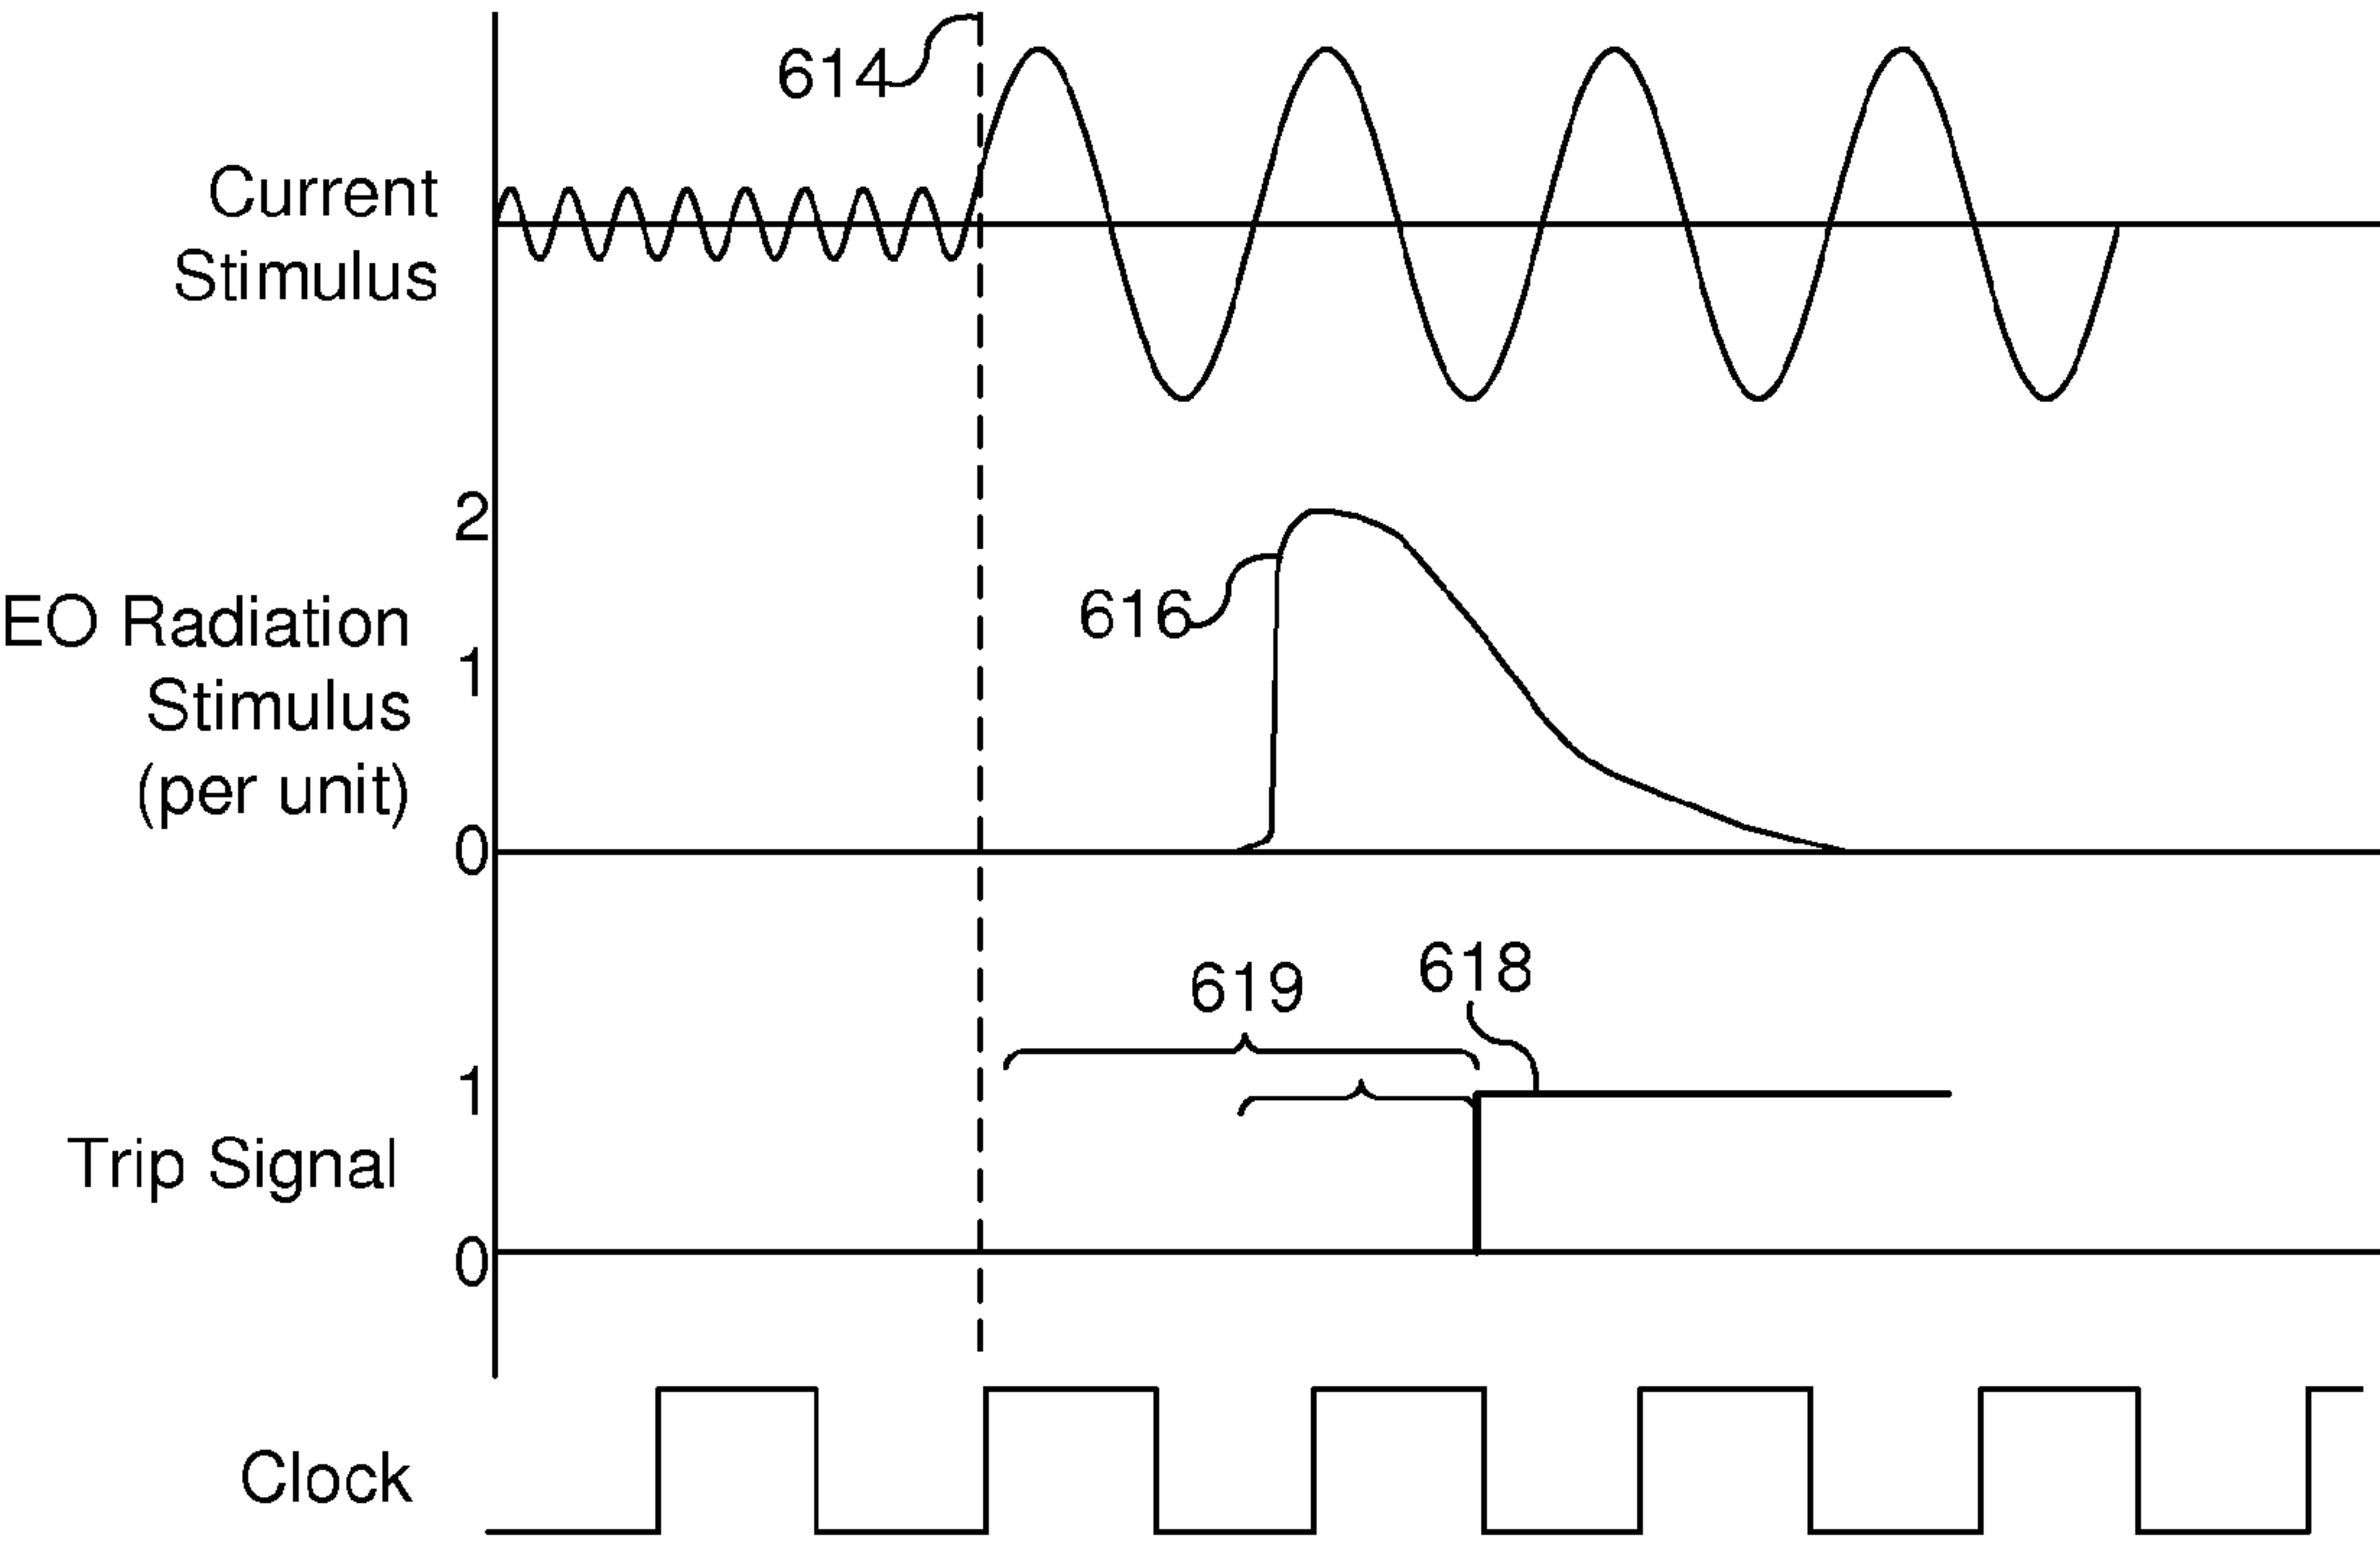 614
Current
Stimulus
2
EO Radiation
616
1
Stimulus
(per unit)
0
619
618
1
Trip Signal
0
Clock